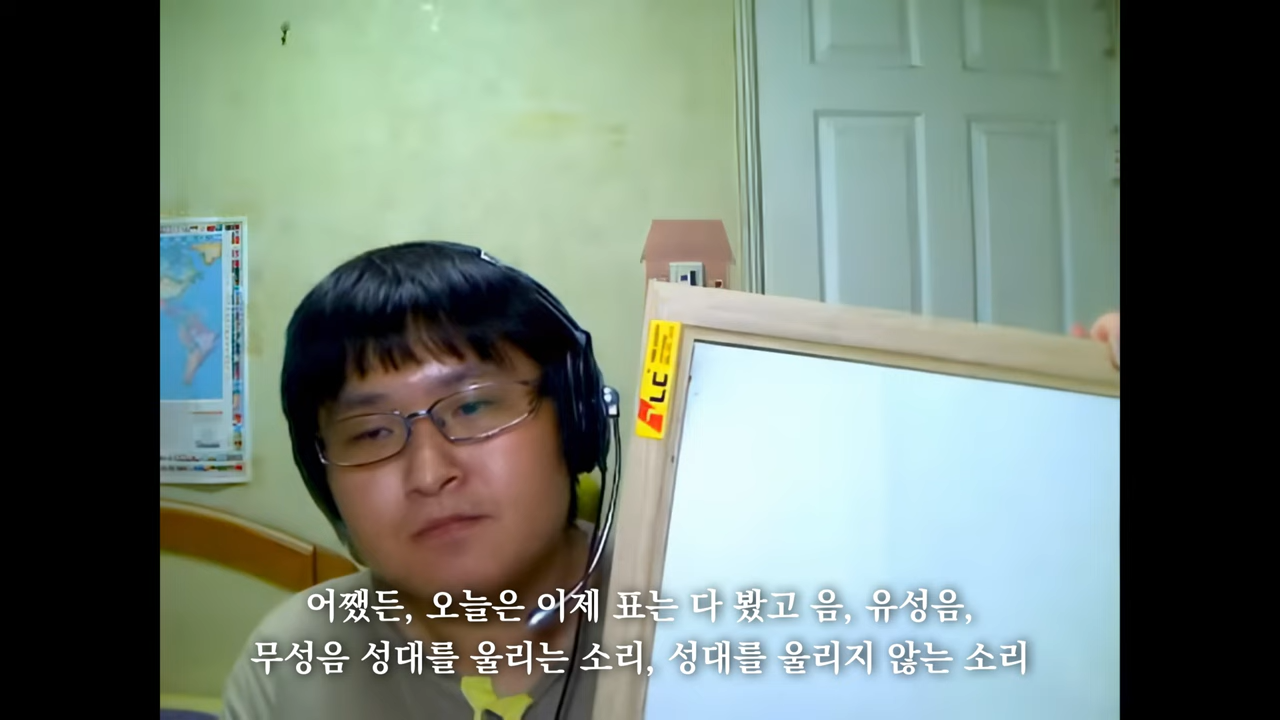 LC
어쨌든, 오늘은 이제 표는 다 봤고 음, 유성음,
무성음 성대를 울리는 소리, 성대를 울리지 않는 소리